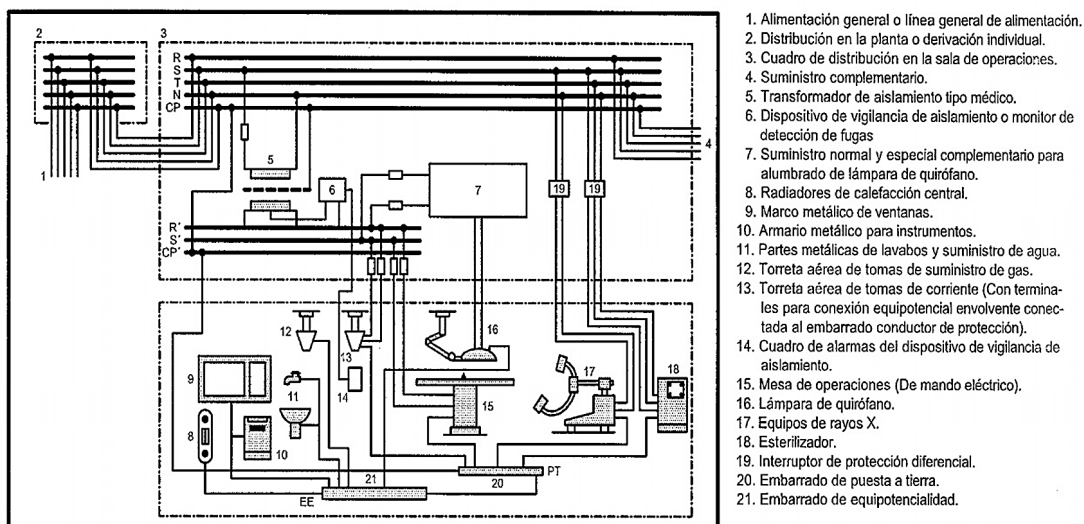 2
3
R
S
T
N
CP
1
4
5
6
7
19
19
R'
S'
CP'
12
13
14
16
17
18
9
11
15
8
10
21
20
PT
EE
1. Alimentación general o línea general de alimentación.
2. Distribución en la planta o derivación individual.
3. Cuadro de distribución en la sala de operaciones.
4. Suministro complementario.
5. Transformador de aislamiento tipo médico.
6. Dispositivo de vigilancia de aislamiento o monitor de
detección de fugas
7. Suministro normal y especial complementario para
alumbrado de lámpara de quirófano.
8. Radiadores de calefacción central.
9. Marco metálico de ventanas.
10. Armario metálico para instrumentos.
11. Partes metálicas de lavabos y suministro de agua.
12. Torreta aérea de tomas de suministro de gas.
13. Torreta aérea de tomas de corriente (Con termina-
les para conexión equipotencial envolvente conec-
tada al embarrado conductor de protección).
14. Cuadro de alarmas del dispositivo de vigilancia de
aislamiento.
15. Mesa de operaciones (De mando eléctrico).
16. Lámpara de quirófano.
17. Equipos de rayos X.
18. Esterilizador.
19. Interruptor de protección diferencial.
20. Embarrado de puesta a tierra.
21. Embarrado de equipotencialidad.